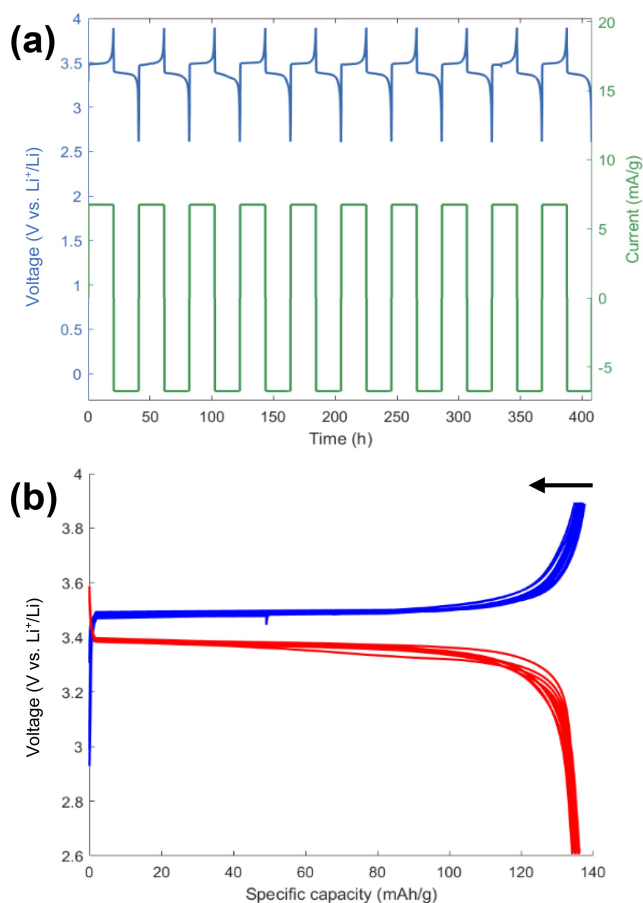 (a)
4
3.5
3
2.5
2
1.5
1
0.5
0
Voltage (V vs. Li⁺/Li)
20
15
10
5
0
-5
Current (mA/g)
0 50 100 150 200 250 300 350 400
Time (h)
(b)
4
3.8
3.6
3.4
3.2
3
2.8
2.6
Voltage (V vs. Li⁺/Li)
0 20 40 60 80 100 120 140
Specific capacity (mAh/g)